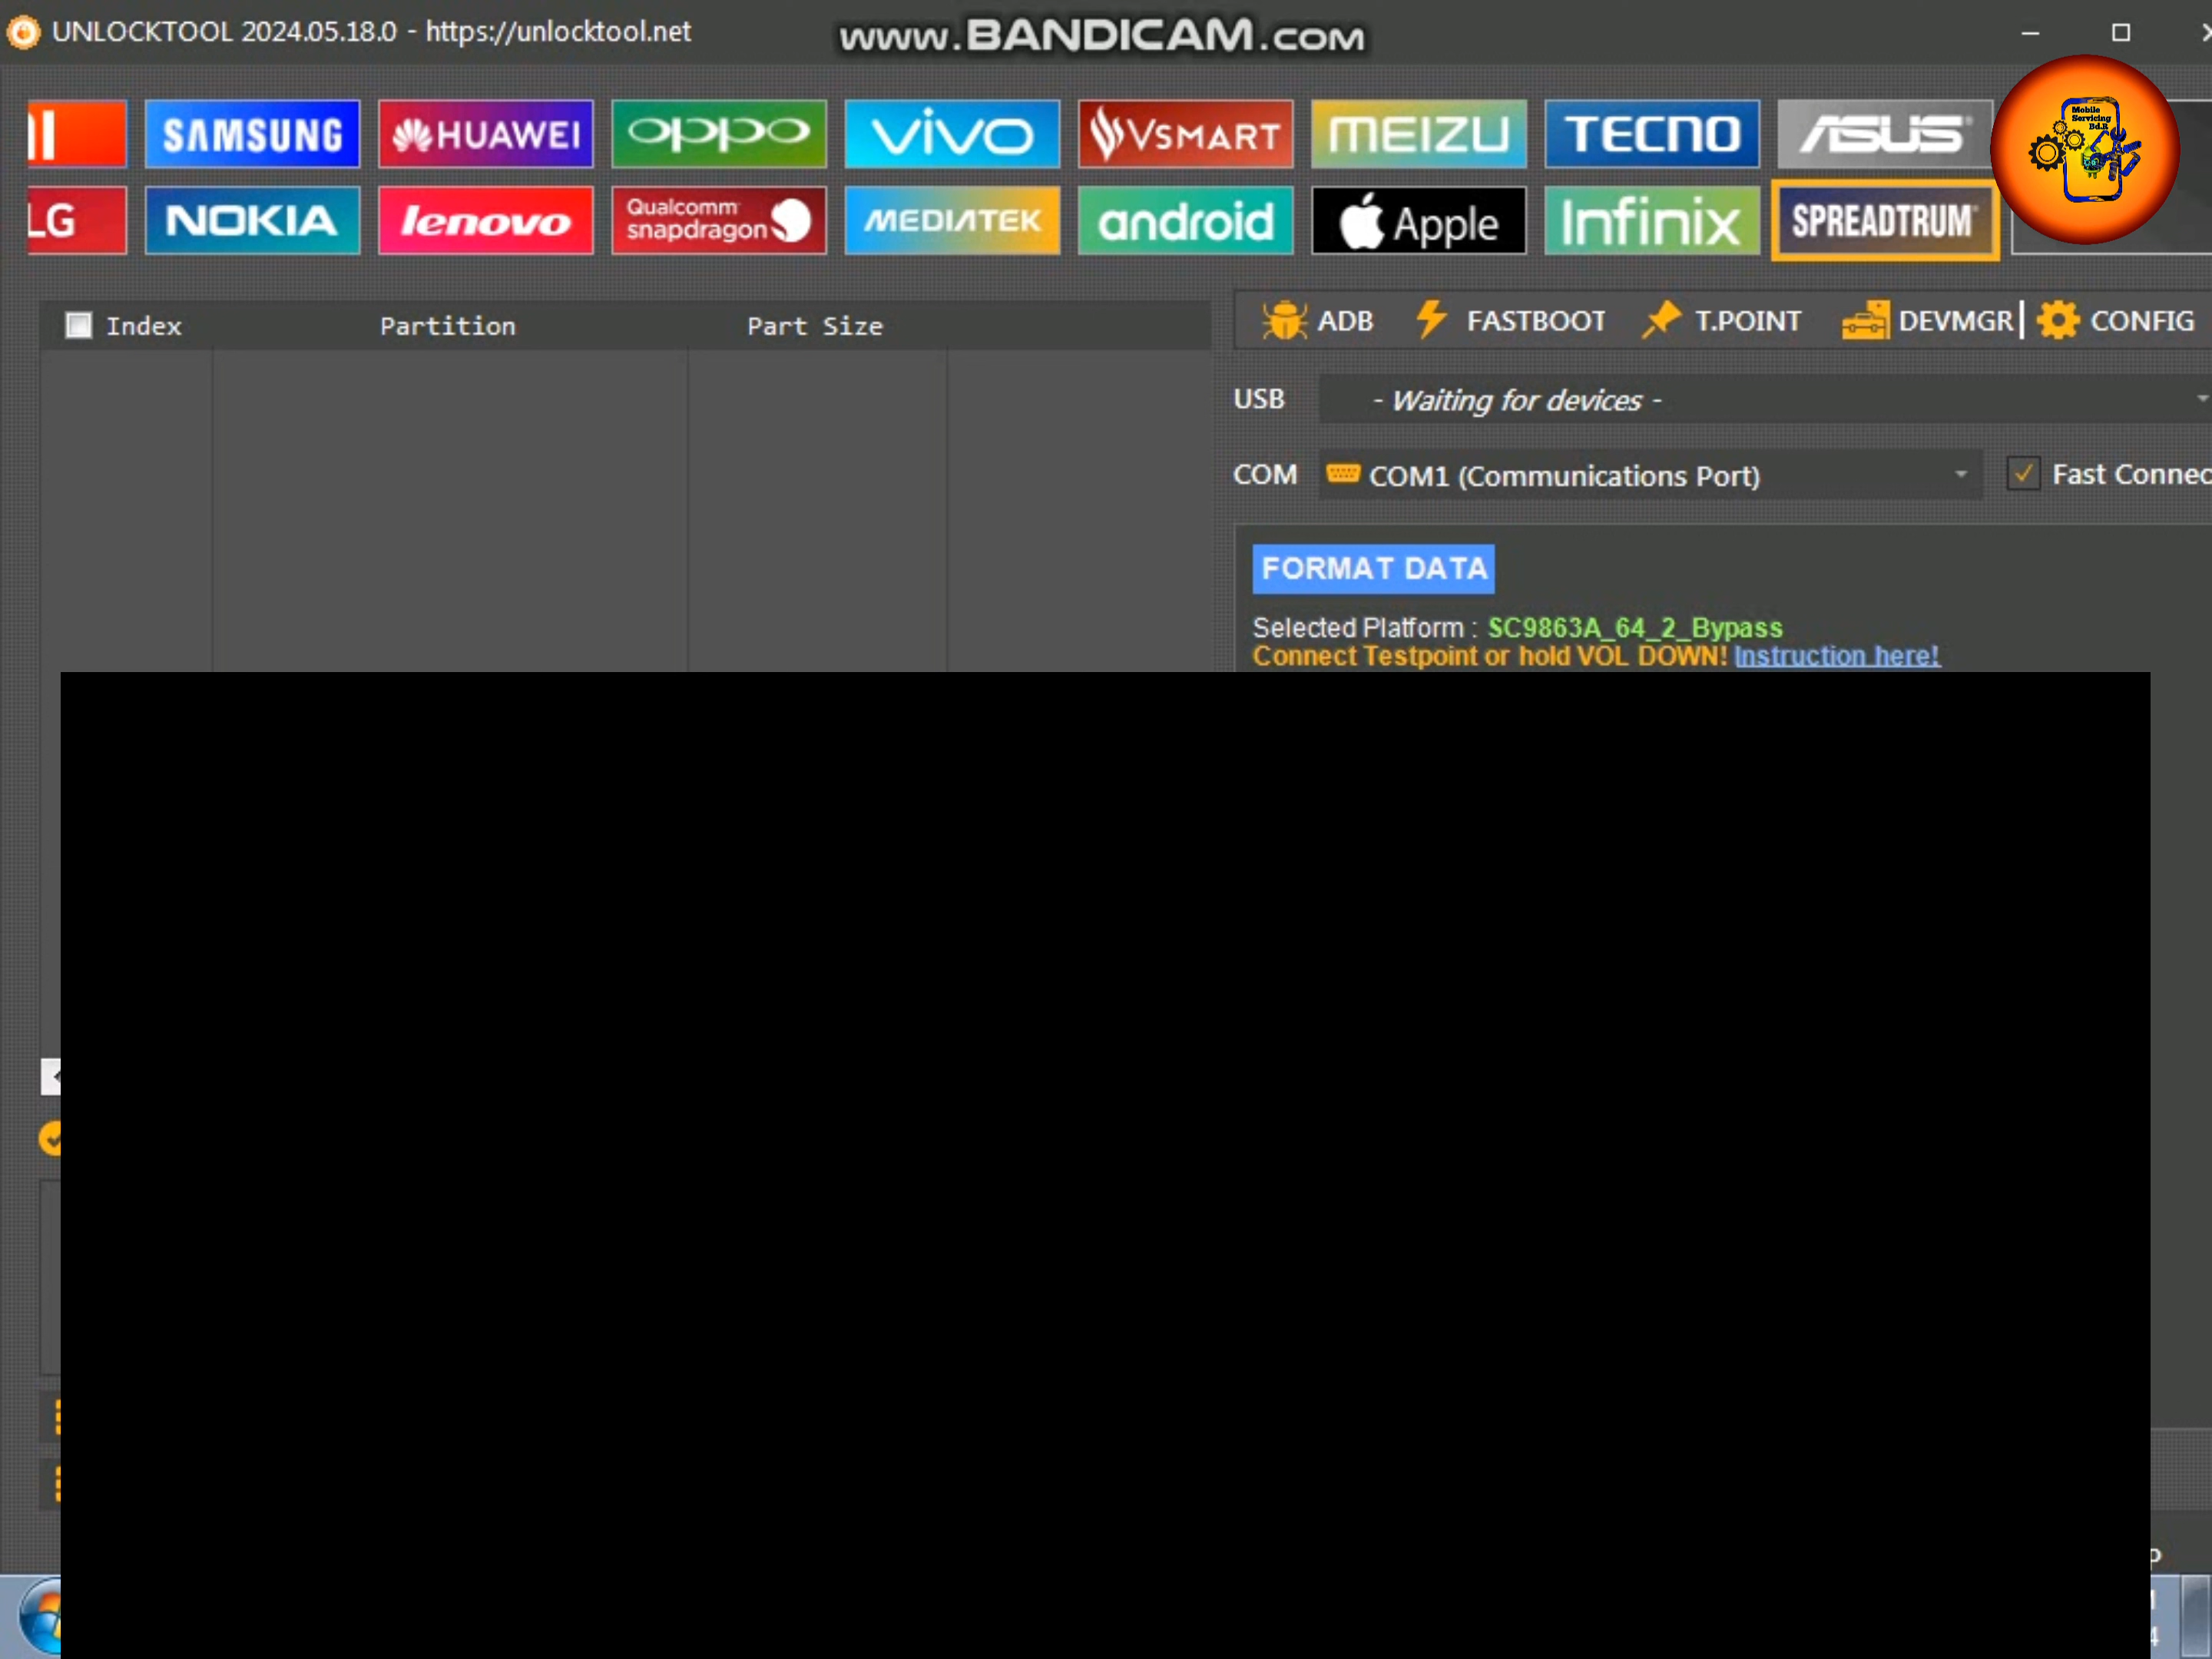 UNLOCKTOOL 2024.05.18.0 - https://unlocktool.net
www.BANDICAM.com
SAMSUNG HUAWEI oppo vivo VSMART MEIZU TECNO ASUS
Mobile
Servicing
Bd.R
LG NOKIA lenovo Qualcomm snapdragon MEDIATEK android Apple Infinix SPREADTRUM
Index Partition Part Size
ADB FASTBOOT T.POINT DEVMGR CONFIG
USB - Waiting for devices -
COM COM1 (Communications Port) Fast Connec
FORMAT DATA
Selected Platform : SC9863A_64_2_Bypass
Connect Testpoint or hold VOL DOWN! Instruction here!